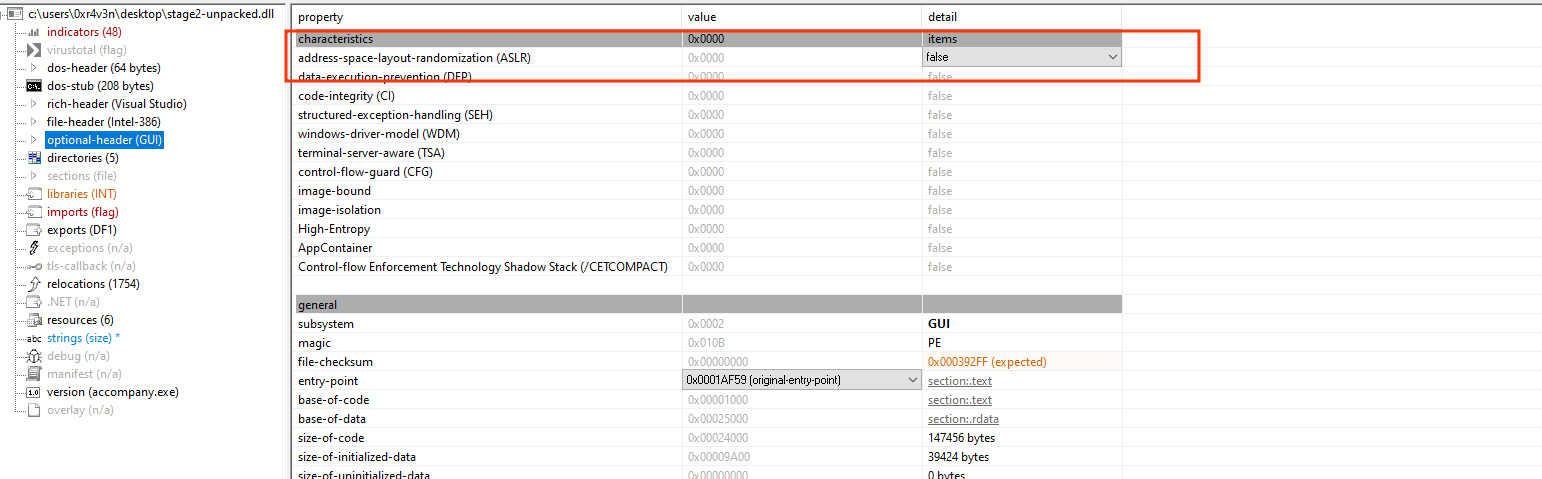 c:\users\0xr4v3n\desktop\stage2-unpacked.dll
indicators (48)
virustotal (flag)
dos-header (64 bytes)
dos-stub (208 bytes)
rich-header (Visual Studio)
file-header (Intel-386)
optional-header (GUI)
directories (5)
sections (file)
libraries (INT)
imports (flag)
exports (DF1)
exceptions (n/a)
tls-callback (n/a)
relocations (1754)
.NET (n/a)
resources (6)
abc strings (size) *
debug (n/a)
manifest (n/a)
1.0 version (accompany.exe)
overlay (n/a)
property value detail
characteristics 0x0000 items
address-space-layout-randomization (ASLR) 0x0000 false
data-execution-prevention (DEP) 0x0000 false
code-integrity (CI) 0x0000 false
structured-exception-handling (SEH) 0x0000 false
windows-driver-model (WDM) 0x0000 false
terminal-server-aware (TSA) 0x0000 false
control-flow-guard (CFG) 0x0000 false
image-bound 0x0000 false
image-isolation 0x0000 false
High-Entropy 0x0000 false
AppContainer 0x0000 false
Control-flow Enforcement Technology Shadow Stack (/CETCOMPACT) 0x0000 false
general
subsystem 0x0002 GUI
magic 0x010B PE
file-checksum 0x00000000 0x000392FF (expected)
entry-point 0x0001AF59 (original-entry-point) section:.text
base-of-code 0x00001000 section:.text
base-of-data 0x00025000 section:.rdata
size-of-code 0x00024000 147456 bytes
size-of-initialized-data 0x00009A00 39424 bytes
size-of-uninitialized-data 0x00000000 0 bytes